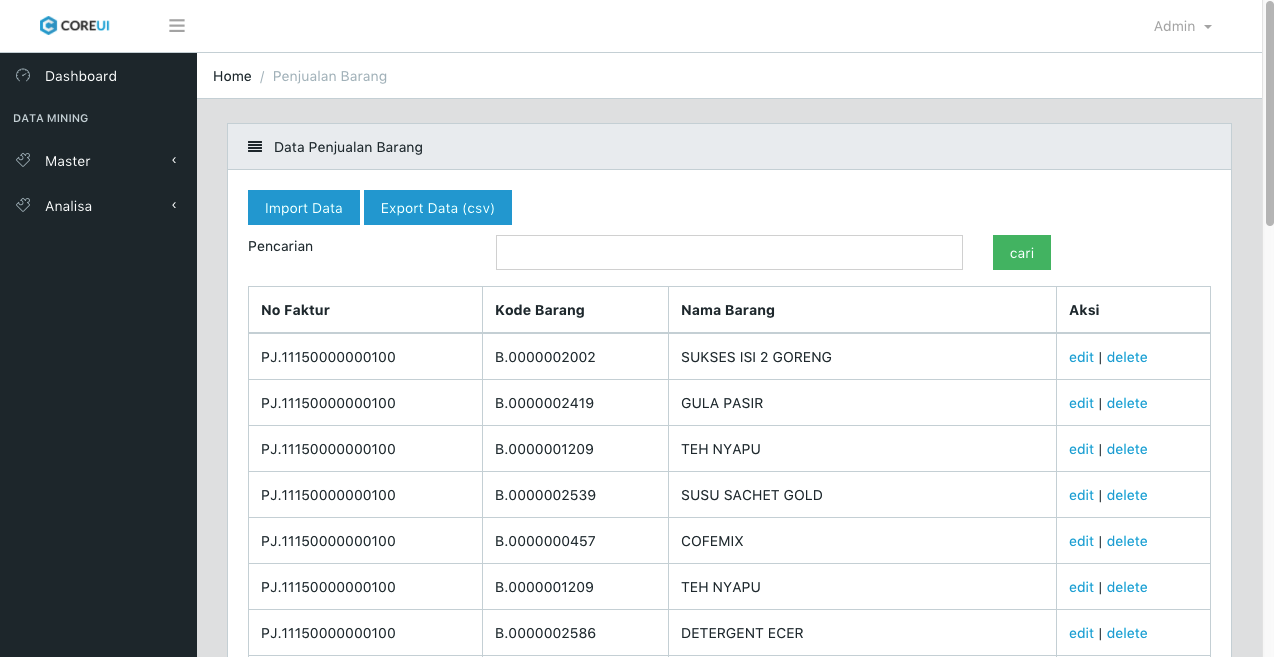 COREUI
Admin
Dashboard
Home / Penjualan Barang
DATA MINING
Master
Analisa
Data Penjualan Barang
Import Data Export Data (csv)
Pencarian cari
No Faktur Kode Barang Nama Barang Aksi
PJ.11150000000100 B.0000002002 SUKSES ISI 2 GORENG edit | delete
PJ.11150000000100 B.0000002419 GULA PASIR edit | delete
PJ.11150000000100 B.0000001209 TEH NYAPU edit | delete
PJ.11150000000100 B.0000002539 SUSU SACHET GOLD edit | delete
PJ.11150000000100 B.0000000457 COFEMIX edit | delete
PJ.11150000000100 B.0000001209 TEH NYAPU edit | delete
PJ.11150000000100 B.0000002586 DETERGENT ECER edit | delete